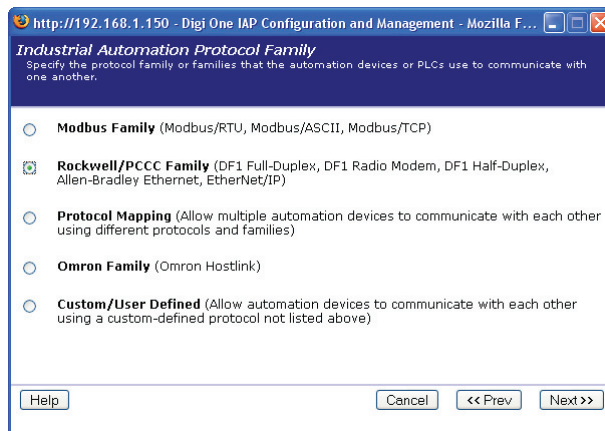 http://192.168.1.150 - Digi One IAP Configuration and Management - Mozilla F...
Industrial Automation Protocol Family
Specify the protocol family or families that the automation devices or PLCs use to communicate with
one another.
Modbus Family (Modbus/RTU, Modbus/ASCII, Modbus/TCP)
Rockwell/PCCC Family (DF1 Full-Duplex, DF1 Radio Modem, DF1 Half-Duplex,
Allen-Bradley Ethernet, EtherNet/IP)
Protocol Mapping (Allow multiple automation devices to communicate with each other
using different protocols and families)
Omron Family (Omron Hostlink)
Custom/User Defined (Allow automation devices to communicate with each other
using a custom-defined protocol not listed above)
Help Cancel << Prev Next >>